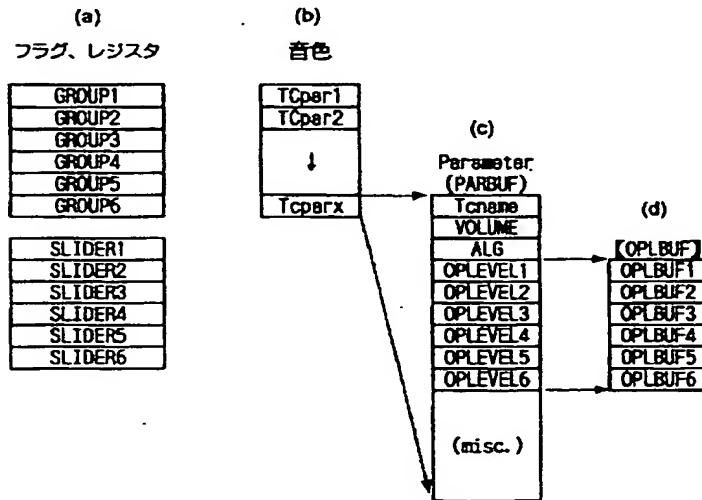 (a)
フラグ、レジスタ
GROUP1
GROUP2
GROUP3
GROUP4
GROUP5
GROUP6
SLIDER1
SLIDER2
SLIDER3
SLIDER4
SLIDER5
SLIDER6
(b)
音色
TCpar1
TCpar2
↓
Tcparx
(c)
Parameter
(PARBUF)
Tcname
VOLUME
ALG
OPLEVEL1
OPLEVEL2
OPLEVEL3
OPLEVEL4
OPLEVEL5
OPLEVEL6
(misc.)
(d)
【OPLBUF】
OPLBUF1
OPLBUF2
OPLBUF3
OPLBUF4
OPLBUF5
OPLBUF6